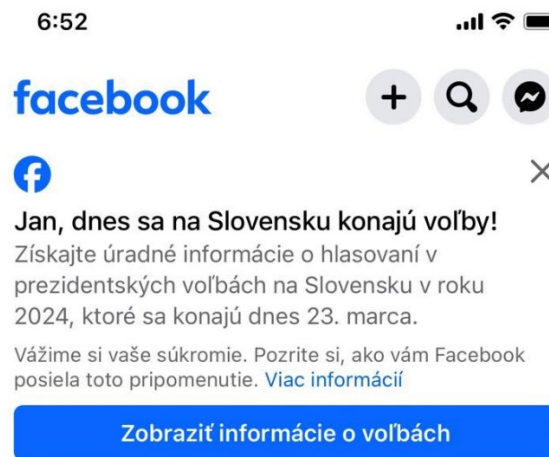 6:52
facebook
Jan, dnes sa na Slovensku konajú voľby!
Získajte úradné informácie o hlasovaní v
prezidentských voľbách na Slovensku v roku
2024, ktoré sa konajú dnes 23. marca.
Vážime si vaše súkromie. Pozrite si, ako vám Facebook
posiela toto pripomenutie. Viac informácií
Zobraziť informácie o voľbách